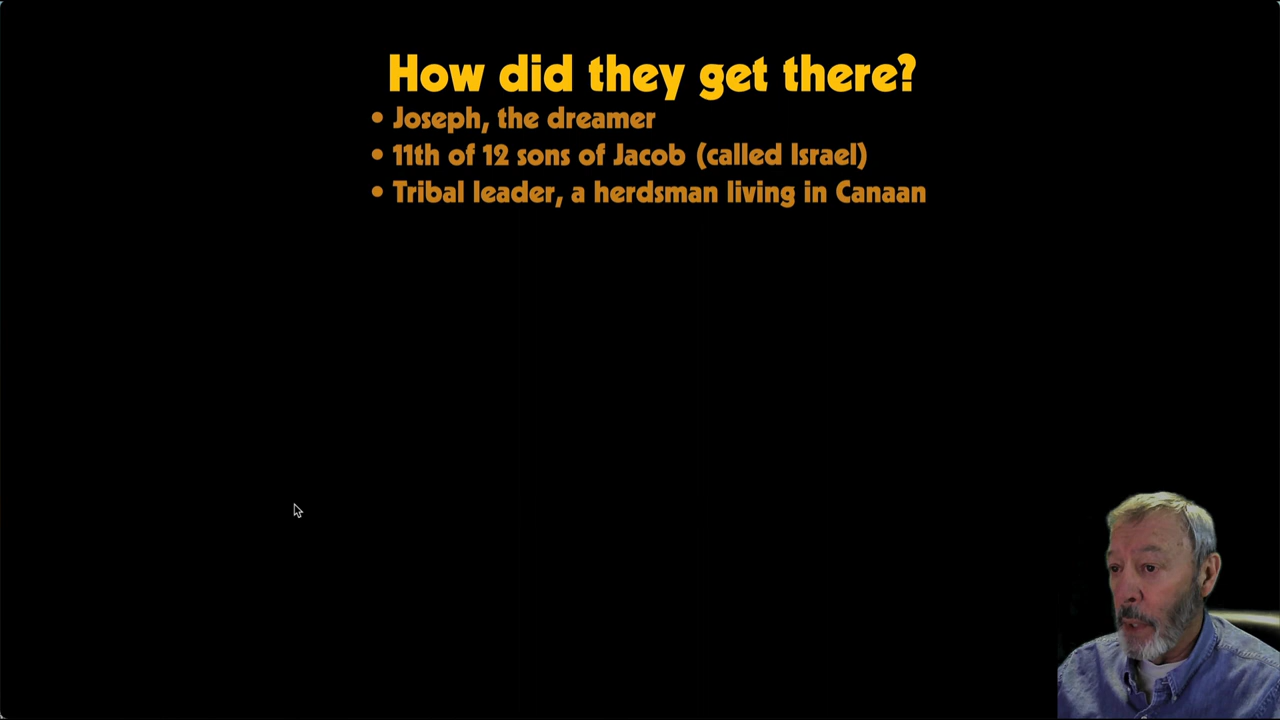 How did they get there?
• Joseph, the dreamer
• 11th of 12 sons of Jacob (called Israel)
• Tribal leader, a herdsman living in Canaan